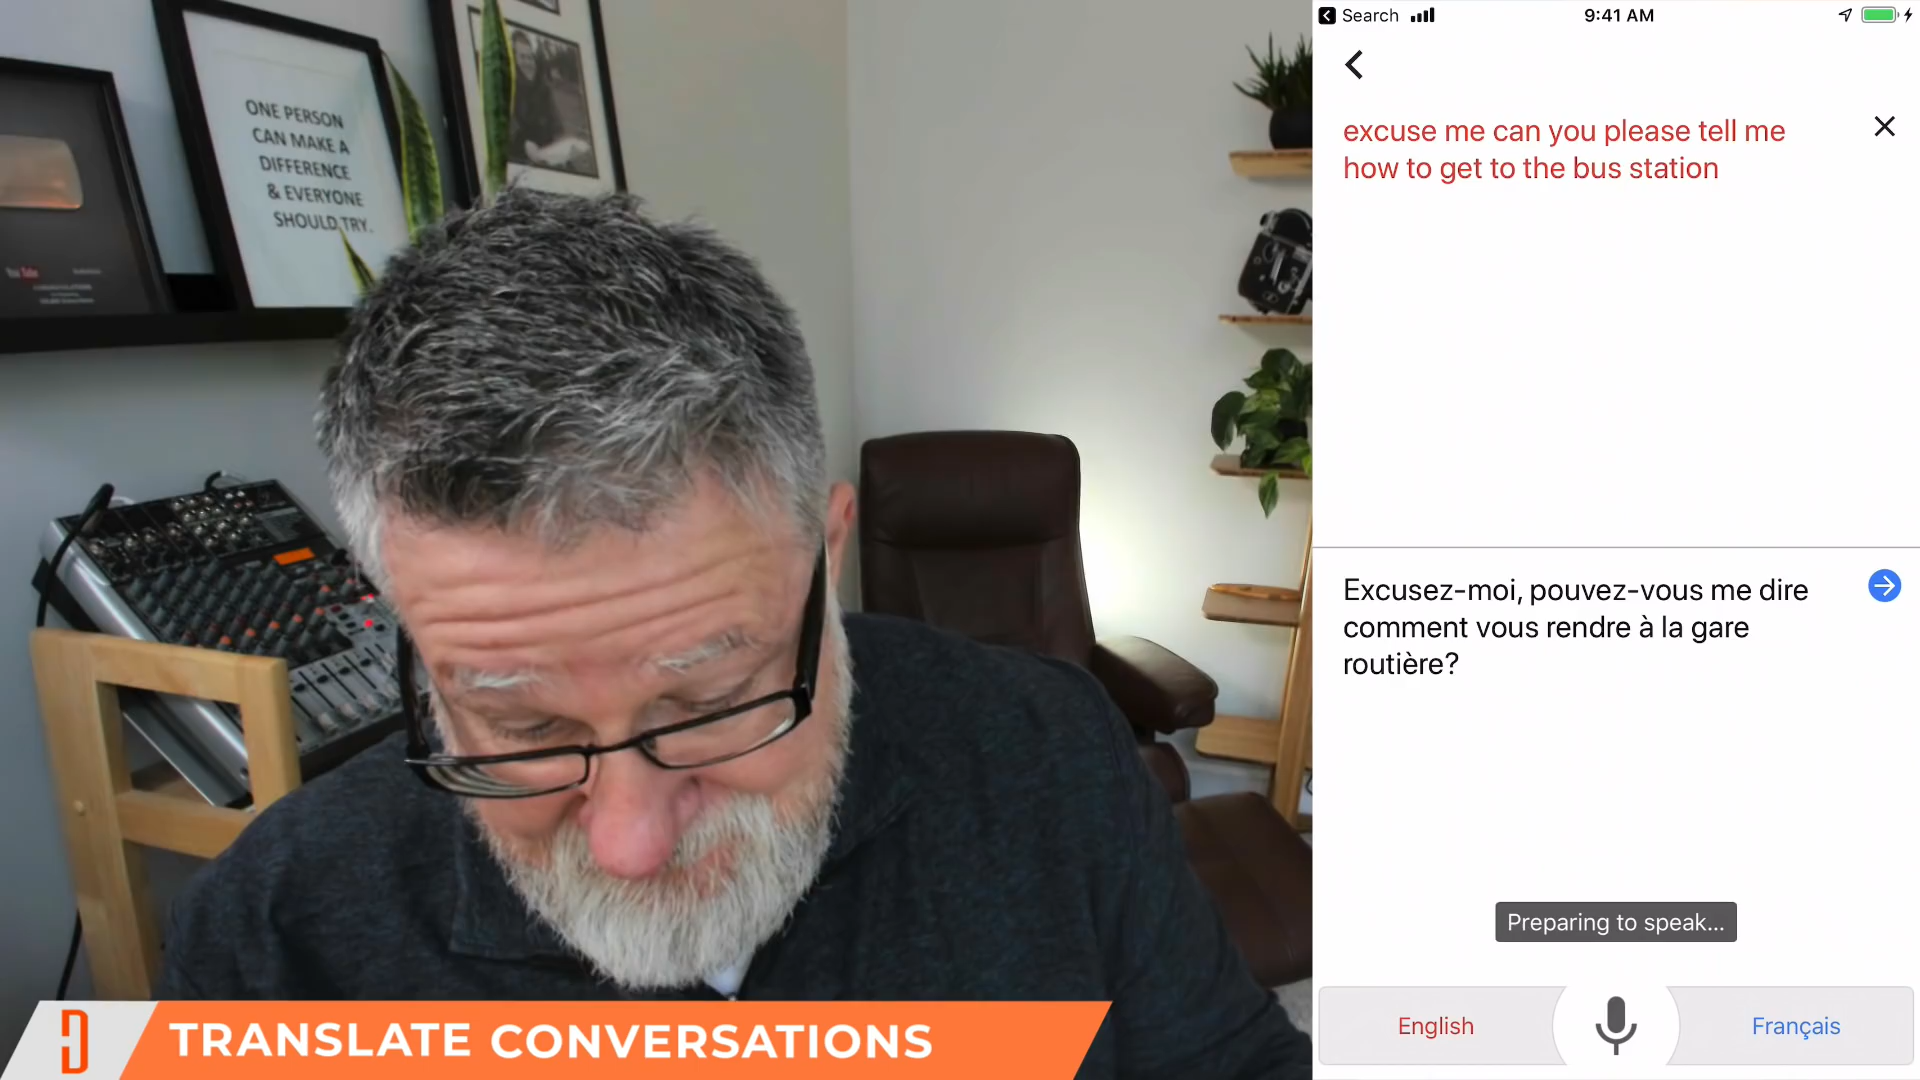 ONE PERSON
CAN MAKE A
DIFFERENCE
& EVERYONE
SHOULD TRY.
YouTube
TRANSLATE CONVERSATIONS
Search
9:41 AM
excuse me can you please tell me
how to get to the bus station
Excusez-moi, pouvez-vous me dire
comment vous rendre à la gare
routière?
Preparing to speak...
English
Français